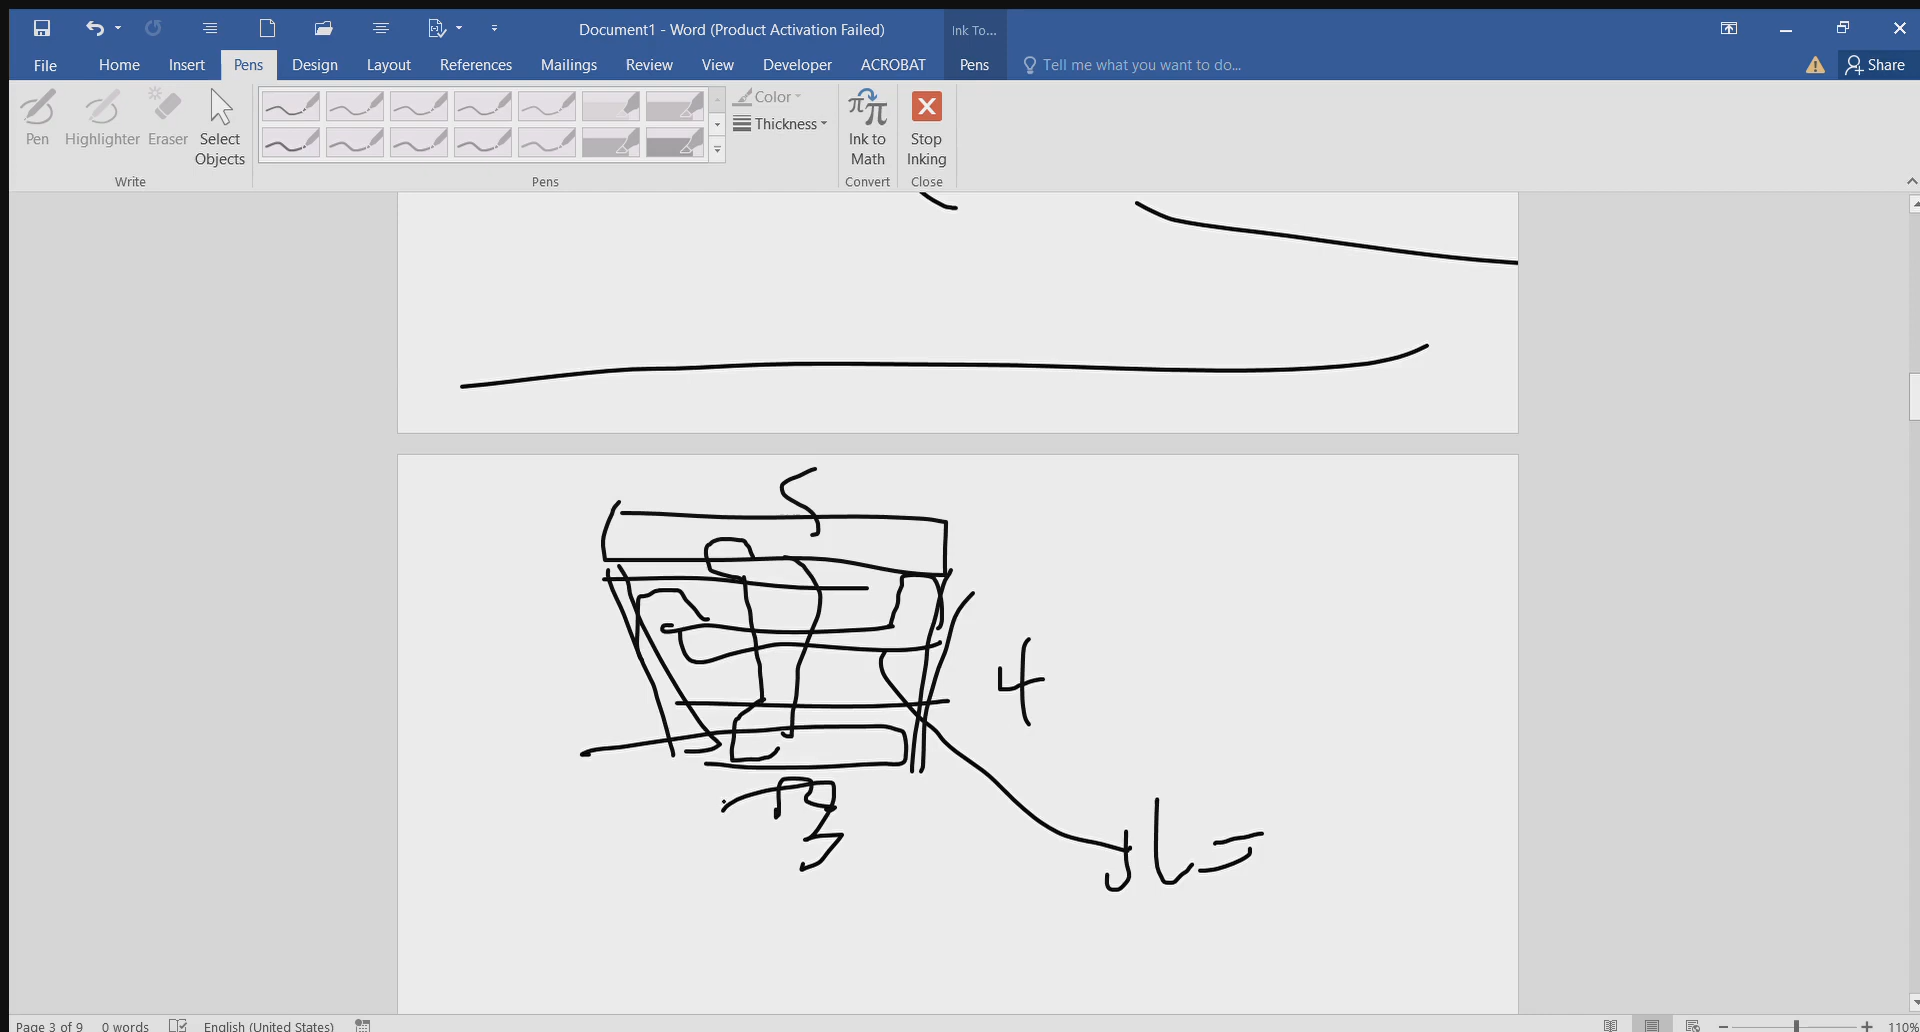 Document1 - Word (Product Activation Failed)
Ink To...
File Home Insert Pens Design Layout References Mailings Review View Developer ACROBAT Pens Tell me what you want to do... Share
Pen Highlighter Eraser Select Objects
Color
Thickness
Ink to Math
Stop Inking
Write Pens Convert Close
4
3
Page 3 of 9 0 words English (United States) 110%